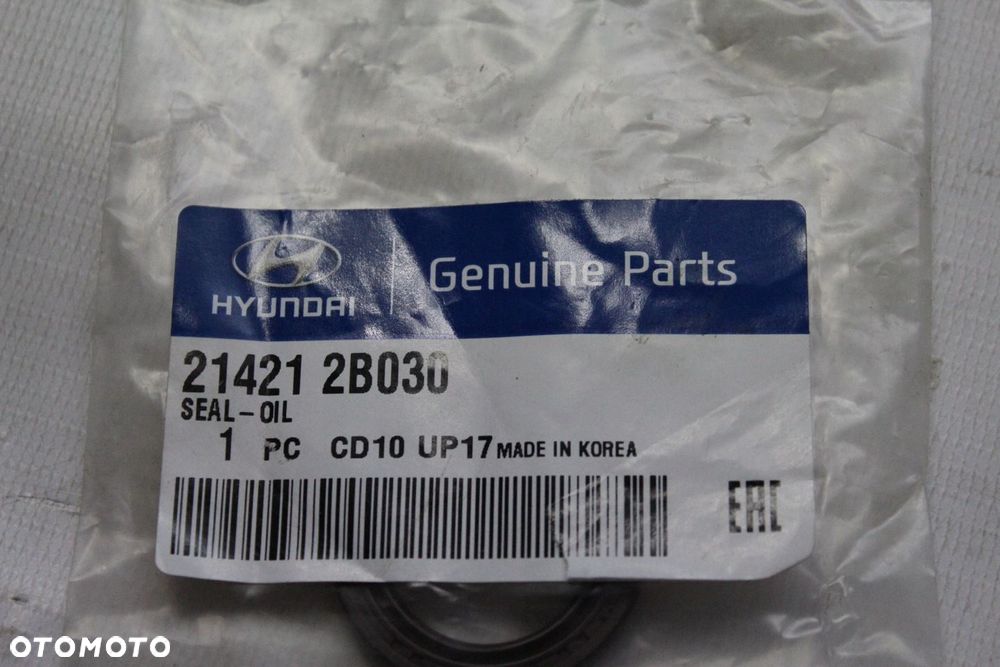 HYUNDAI
Genuine Parts
21421 2B030
SEAL-OIL
1 PC CD10 UP17 MADE IN KOREA
EAC
OTOMOTO